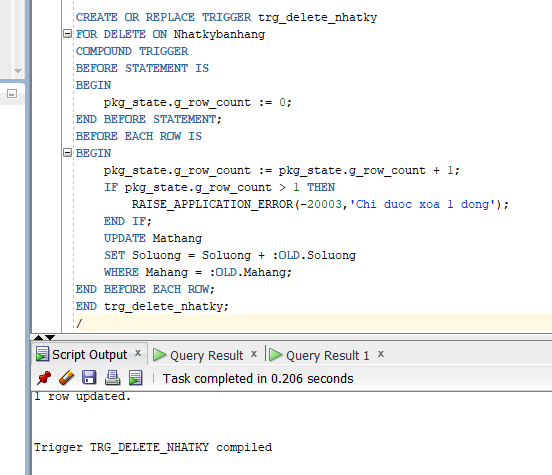 CREATE OR REPLACE TRIGGER trg_delete_nhatky
FOR DELETE ON Nhatkybanhang
COMPOUND TRIGGER
BEFORE STATEMENT IS
BEGIN
    pkg_state.g_row_count := 0;
END BEFORE STATEMENT;
BEFORE EACH ROW IS
BEGIN
    pkg_state.g_row_count := pkg_state.g_row_count + 1;
    IF pkg_state.g_row_count > 1 THEN
        RAISE_APPLICATION_ERROR(-20003,'Chi duoc xoa 1 dong');
    END IF;
    UPDATE Mathang
    SET Soluong = Soluong + :OLD.Soluong
    WHERE Mahang = :OLD.Mahang;
END BEFORE EACH ROW;
END trg_delete_nhatky;
/
Script Output x Query Result x Query Result 1 x
Task completed in 0.206 seconds
1 row updated.
Trigger TRG_DELETE_NHATKY compiled